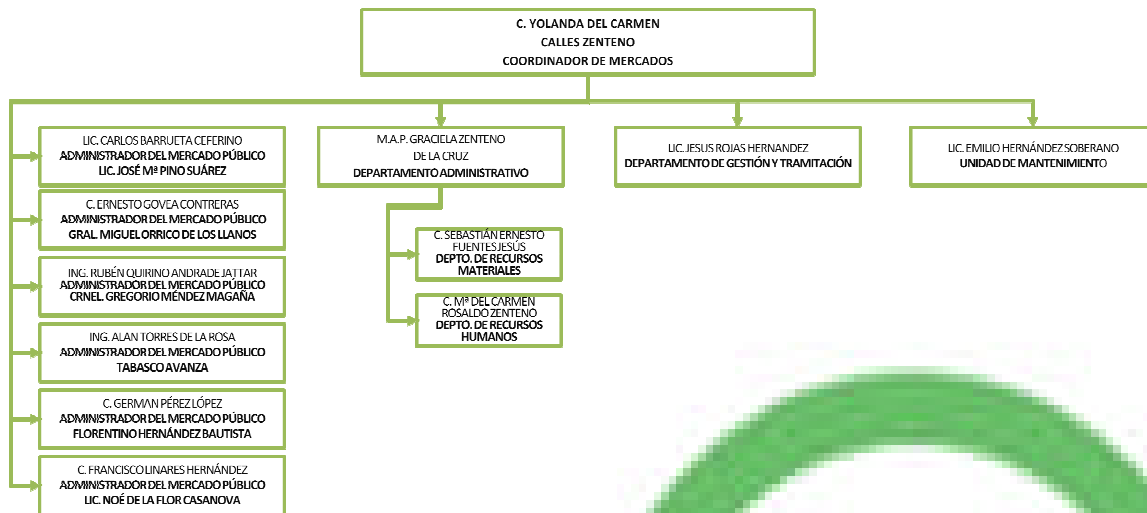 C. YOLANDA DEL CARMEN
CALLES ZENTENO
COORDINADOR DE MERCADOS
LIC. CARLOS BARRUETA CEFERINO
ADMINISTRADOR DEL MERCADO PÚBLICO
LIC. JOSÉ Mª PINO SUÁREZ
C. ERNESTO GOVEA CONTRERAS
ADMINISTRADOR DEL MERCADO PÚBLICO
GRAL. MIGUEL ORRICO DE LOS LLANOS
ING. RUBÉN QUIRINO ANDRADE JATTAR
ADMINISTRADOR DEL MERCADO PÚBLICO
CRNEL. GREGORIO MÉNDEZ MAGAÑA
ING. ALAN TORRES DE LA ROSA
ADMINISTRADOR DEL MERCADO PÚBLICO
TABASCO AVANZA
C. GERMAN PÉREZ LÓPEZ
ADMINISTRADOR DEL MERCADO PÚBLICO
FLORENTINO HERNÁNDEZ BAUTISTA
C. FRANCISCO LINARES HERNÁNDEZ
ADMINISTRADOR DEL MERCADO PÚBLICO
LIC. NOÉ DE LA FLOR CASANOVA
M.A.P. GRACIELA ZENTENO
DE LA CRUZ
DEPARTAMENTO ADMINISTRATIVO
C. SEBASTIÁN ERNESTO
FUENTES JESÚS
DEPTO. DE RECURSOS
MATERIALES
C. Mª DEL CARMEN
ROSALDO ZENTENO
DEPTO. DE RECURSOS
HUMANOS
LIC. JESUS ROJAS HERNANDEZ
DEPARTAMENTO DE GESTIÓN Y TRAMITACIÓN
LIC. EMILIO HERNÁNDEZ SOBERANO
UNIDAD DE MANTENIMIENTO